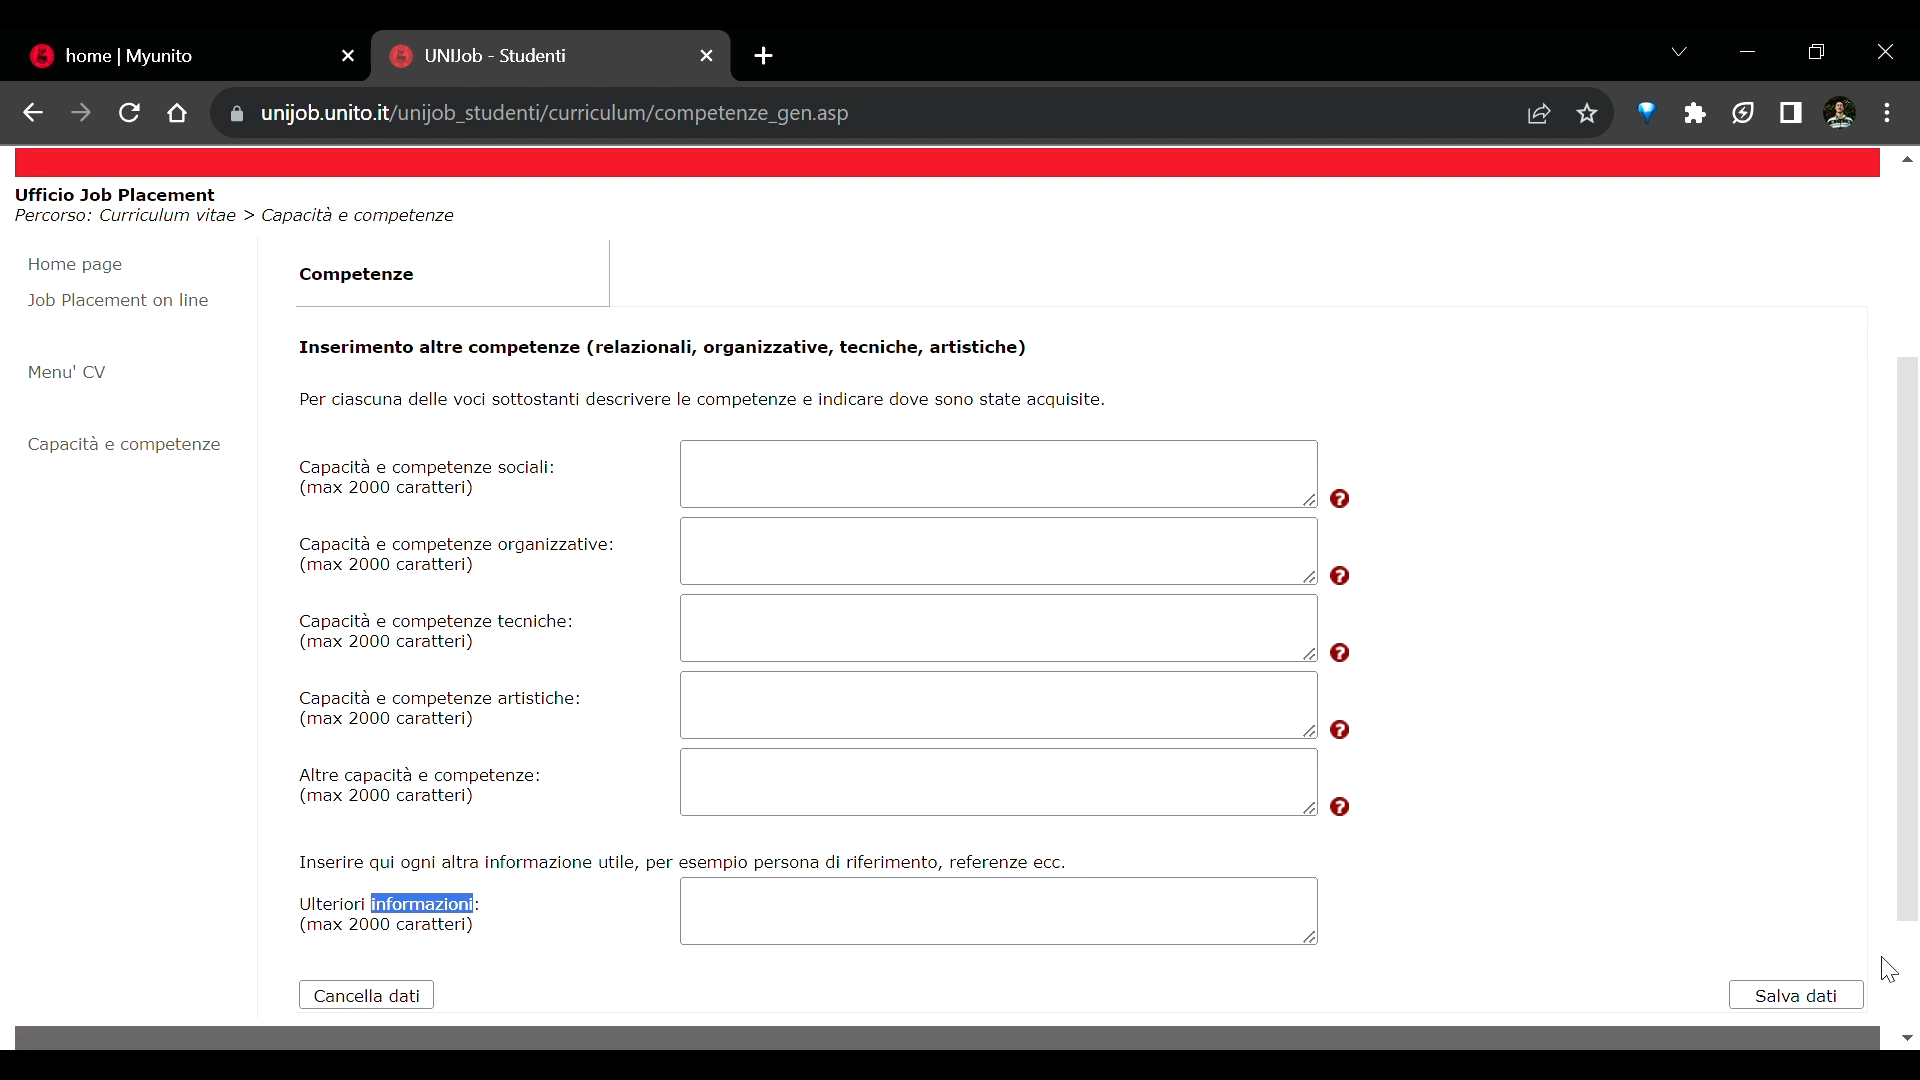 home | Myunito
UNIJob - Studenti
unijob.unito.it/unijob_studenti/curriculum/competenze_gen.asp
Ufficio Job Placement
Percorso: Curriculum vitae > Capacità e competenze
Home page
Job Placement on line
Menu' CV
Capacità e competenze
Competenze
Inserimento altre competenze (relazionali, organizzative, tecniche, artistiche)
Per ciascuna delle voci sottostanti descrivere le competenze e indicare dove sono state acquisite.
Capacità e competenze sociali:
(max 2000 caratteri)
?
Capacità e competenze organizzative:
(max 2000 caratteri)
?
Capacità e competenze tecniche:
(max 2000 caratteri)
?
Capacità e competenze artistiche:
(max 2000 caratteri)
?
Altre capacità e competenze:
(max 2000 caratteri)
?
Inserire qui ogni altra informazione utile, per esempio persona di riferimento, referenze ecc.
Ulteriori informazioni:
(max 2000 caratteri)
Cancella dati
Salva dati